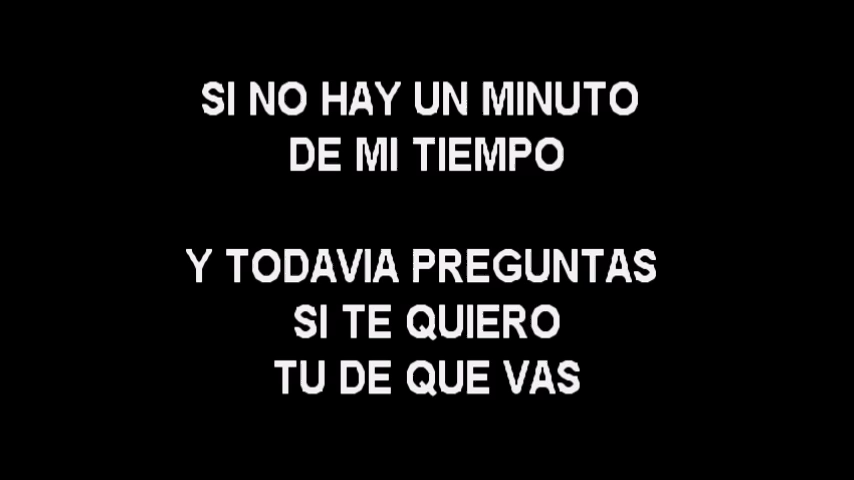 SI NO HAY UN MINUTO
DE MI TIEMPO
Y TODAVIA PREGUNTAS
SI TE QUIERO
TU DE QUE VAS